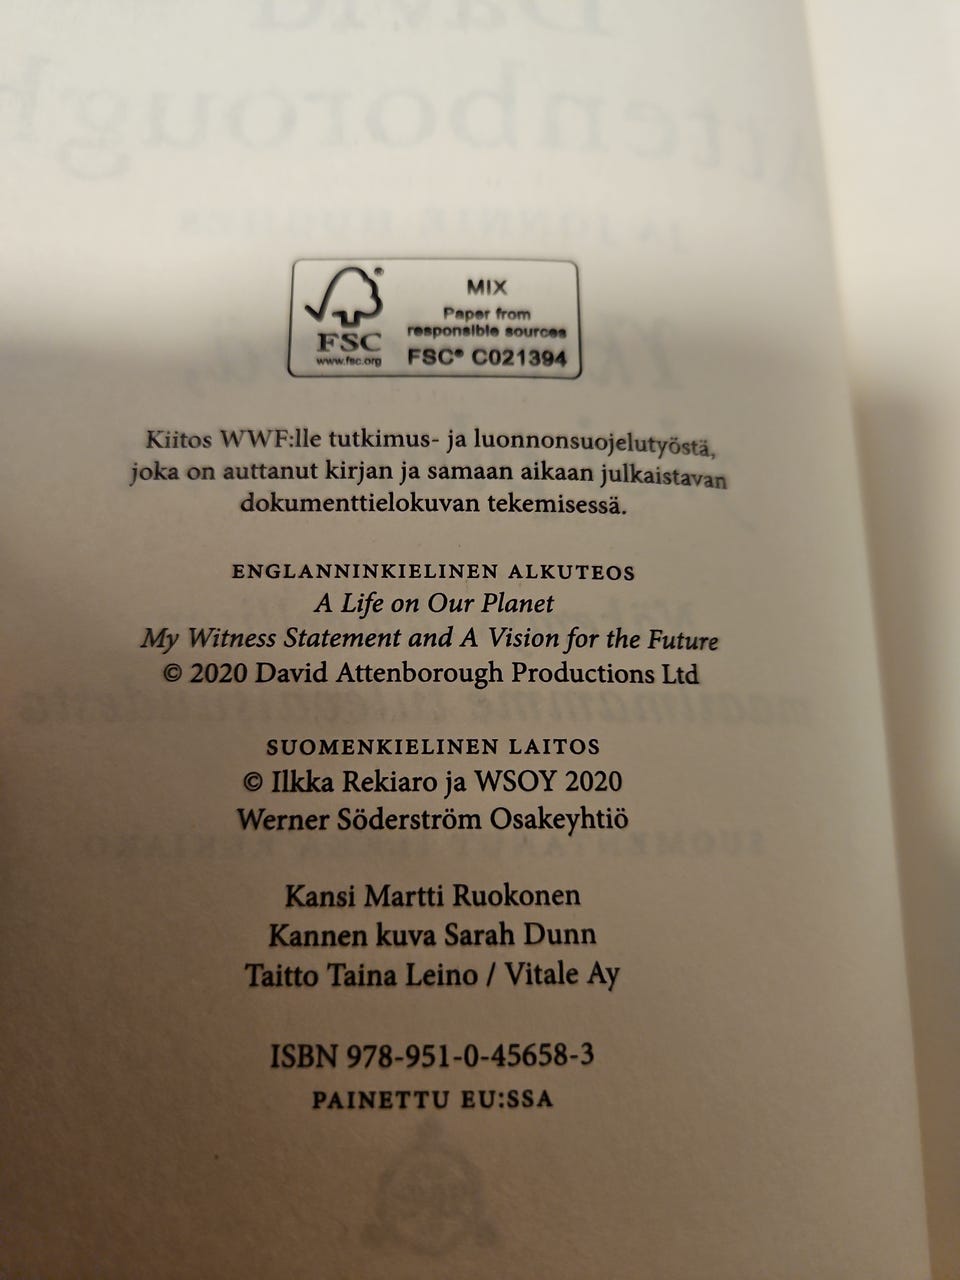 FSC®
www.fsc.org
MIX
Paper from
responsible sources
FSC® C021394
Kiitos WWF:lle tutkimus- ja luonnonsuojelutyöstä,
joka on auttanut kirjan ja samaan aikaan julkaistavan
dokumenttielokuvan tekemisessä.
ENGLANNINKIELINEN ALKUTEOS
A Life on Our Planet
My Witness Statement and A Vision for the Future
© 2020 David Attenborough Productions Ltd
SUOMENKIELINEN LAITOS
© Ilkka Rekiaro ja WSOY 2020
Werner Söderström Osakeyhtiö
Kansi Martti Ruokonen
Kannen kuva Sarah Dunn
Taitto Taina Leino / Vitale Ay
ISBN 978-951-0-45658-3
PAINETTU EU:SSA